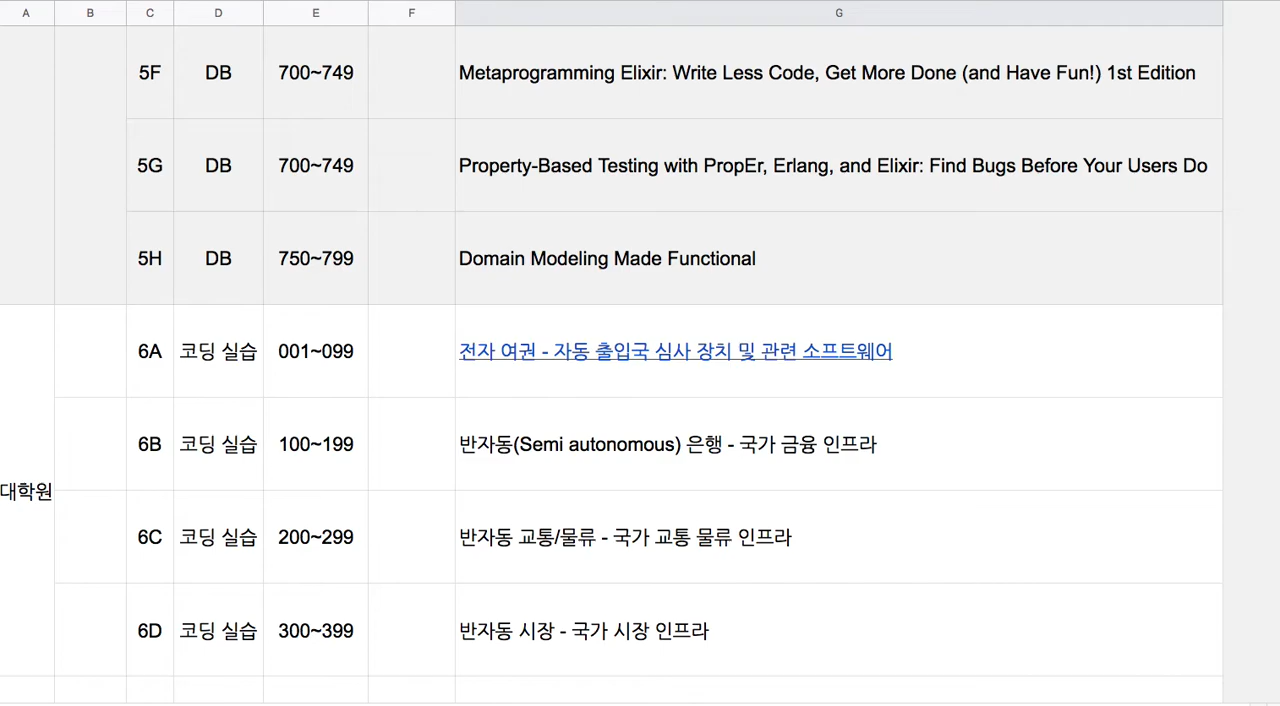 A B C D E F G
5F DB 700~749 Metaprogramming Elixir: Write Less Code, Get More Done (and Have Fun!) 1st Edition
5G DB 700~749 Property-Based Testing with PropEr, Erlang, and Elixir: Find Bugs Before Your Users Do
5H DB 750~799 Domain Modeling Made Functional
6A 코딩 실습 001~099 전자 여권 - 자동 출입국 심사 장치 및 관련 소프트웨어
6B 코딩 실습 100~199 반자동(Semi autonomous) 은행 - 국가 금융 인프라
대학원
6C 코딩 실습 200~299 반자동 교통/물류 - 국가 교통 물류 인프라
6D 코딩 실습 300~399 반자동 시장 - 국가 시장 인프라